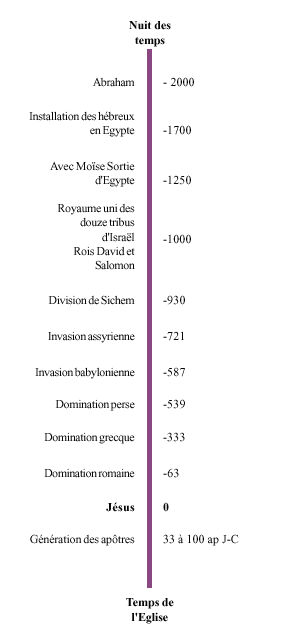 Nuit des
temps
Abraham - 2000
Installation des hébreux
en Egypte -1700
Avec Moïse Sortie
d'Egypte -1250
Royaume uni des
douze tribus
d'Israël -1000
Rois David et
Salomon
Division de Sichem -930
Invasion assyrienne -721
Invasion babylonienne -587
Domination perse -539
Domination grecque -333
Domination romaine -63
Jésus 0
Génération des apôtres 33 à 100 ap J-C
Temps de
l'Eglise